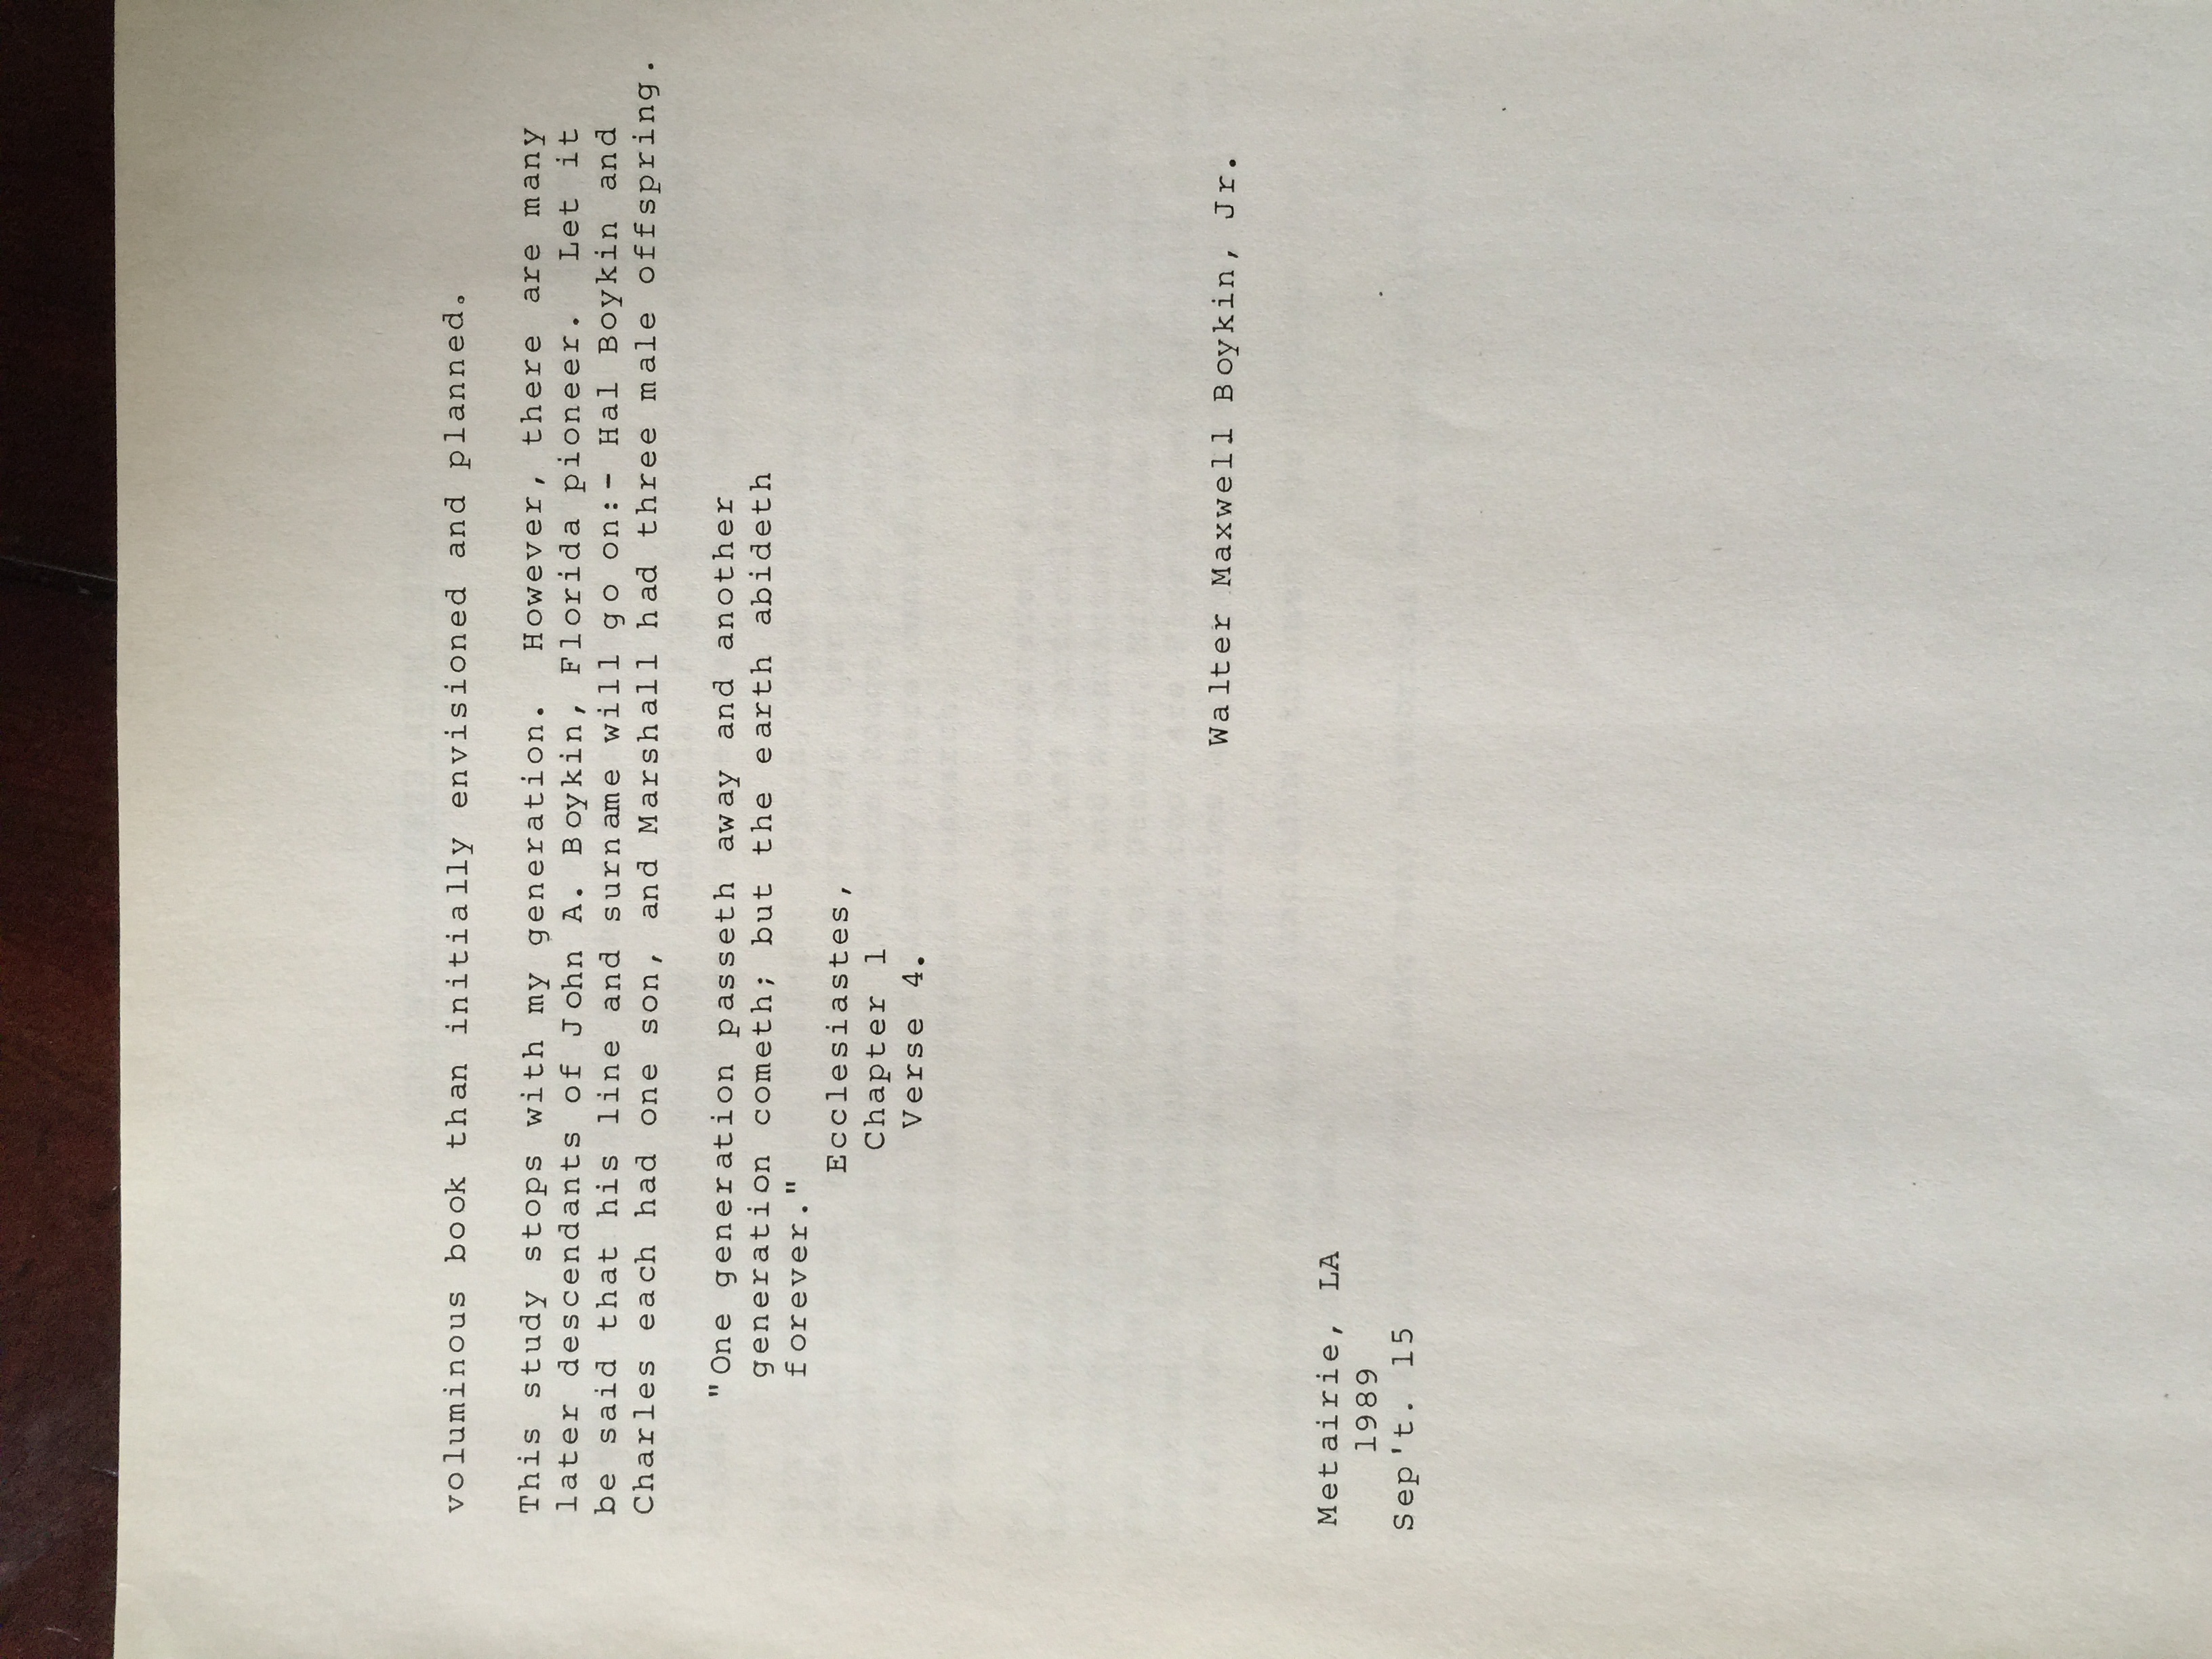 voluminous book than initially envisioned and planned.
This study stops with my generation. However, there are many
later descendants of John A. Boykin, Florida pioneer. Let it
be said that his line and surname will go on:- Hal Boykin and
Charles each had one son, and Marshall had three male offspring.
"One generation passeth away and another
generation cometh; but the earth abideth
forever."
Ecclesiastes,
Chapter 1
Verse 4.
Walter Maxwell Boykin, Jr.
Metairie, LA
1989
Sep't. 15